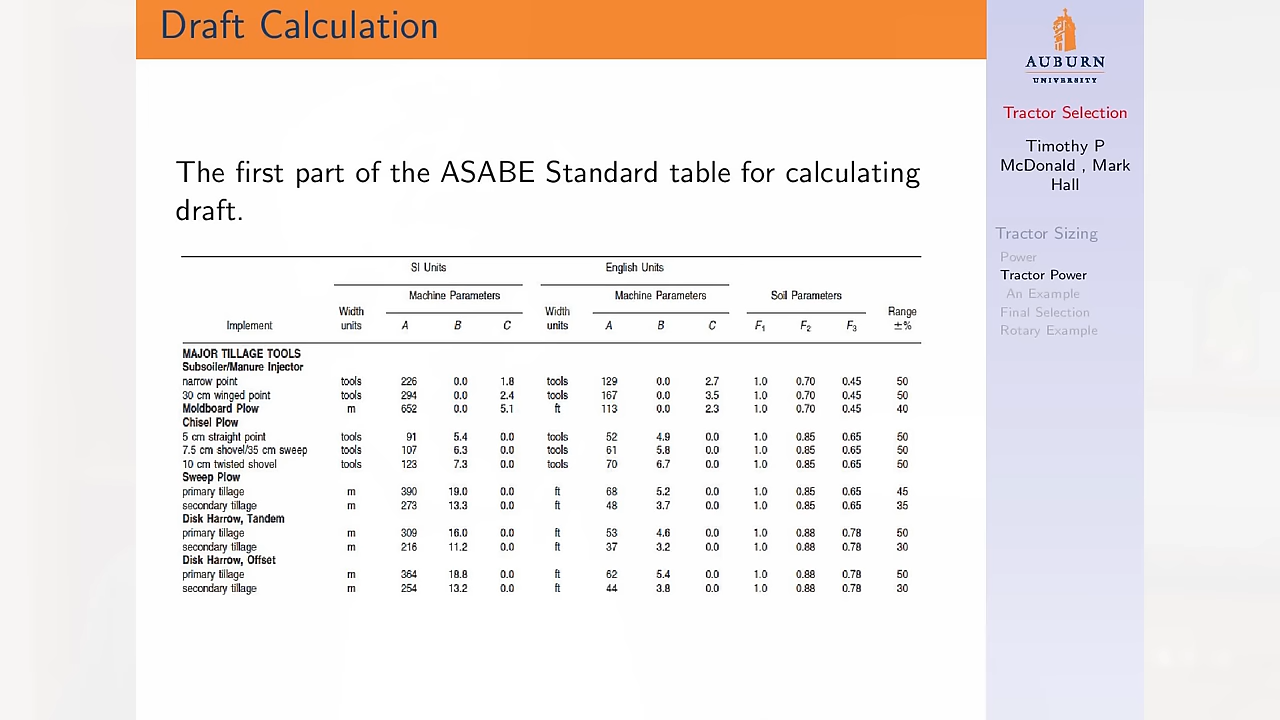 Draft Calculation
The first part of the ASABE Standard table for calculating
draft.
SI Units English Units
Machine Parameters Machine Parameters Soil Parameters
Width Width Range
Implement units A B C units A B C F1 F2 F3 ±%
MAJOR TILLAGE TOOLS
Subsoiler/Manure Injector
narrow point tools 226 0.0 1.8 tools 129 0.0 2.7 1.0 0.70 0.45 50
30 cm winged point tools 294 0.0 2.4 tools 167 0.0 3.5 1.0 0.70 0.45 50
Moldboard Plow m 652 0.0 5.1 ft 113 0.0 2.3 1.0 0.70 0.45 40
Chisel Plow
5 cm straight point tools 91 5.4 0.0 tools 52 4.9 0.0 1.0 0.85 0.65 50
7.5 cm shovel/35 cm sweep tools 107 6.3 0.0 tools 61 5.8 0.0 1.0 0.85 0.65 50
10 cm twisted shovel tools 123 7.3 0.0 tools 70 6.7 0.0 1.0 0.85 0.65 50
Sweep Plow
primary tillage m 390 19.0 0.0 ft 68 5.2 0.0 1.0 0.85 0.65 45
secondary tillage m 273 13.3 0.0 ft 48 3.7 0.0 1.0 0.85 0.65 35
Disk Harrow, Tandem
primary tillage m 309 16.0 0.0 ft 53 4.6 0.0 1.0 0.88 0.78 50
secondary tillage m 216 11.2 0.0 ft 37 3.2 0.0 1.0 0.88 0.78 30
Disk Harrow, Offset
primary tillage m 364 18.8 0.0 ft 62 5.4 0.0 1.0 0.88 0.78 50
secondary tillage m 254 13.2 0.0 ft 44 3.8 0.0 1.0 0.88 0.78 30
AUBURN
UNIVERSITY
Tractor Selection
Timothy P
McDonald , Mark
Hall
Tractor Sizing
Power
Tractor Power
An Example
Final Selection
Rotary Example